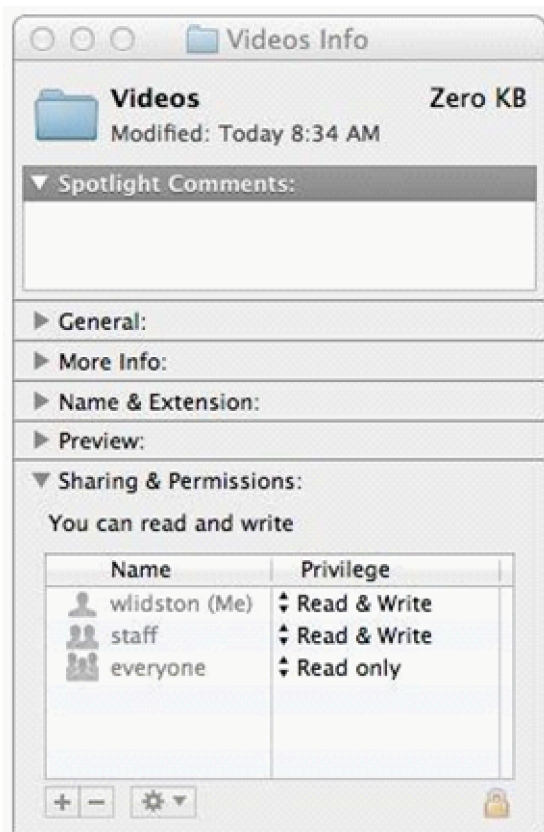 Videos Info
Videos Zero KB
Modified: Today 8:34 AM
Spotlight Comments:
General:
More Info:
Name & Extension:
Preview:
Sharing & Permissions:
You can read and write
Name Privilege
wlidston (Me) Read & Write
staff Read & Write
everyone Read only